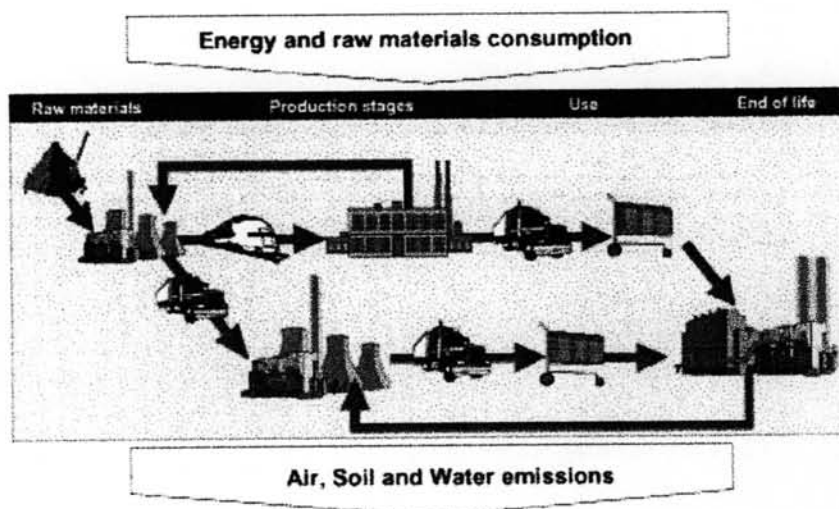 Energy and raw materials consumption
Raw materials Production stages Use End of life
Air, Soil and Water emissions